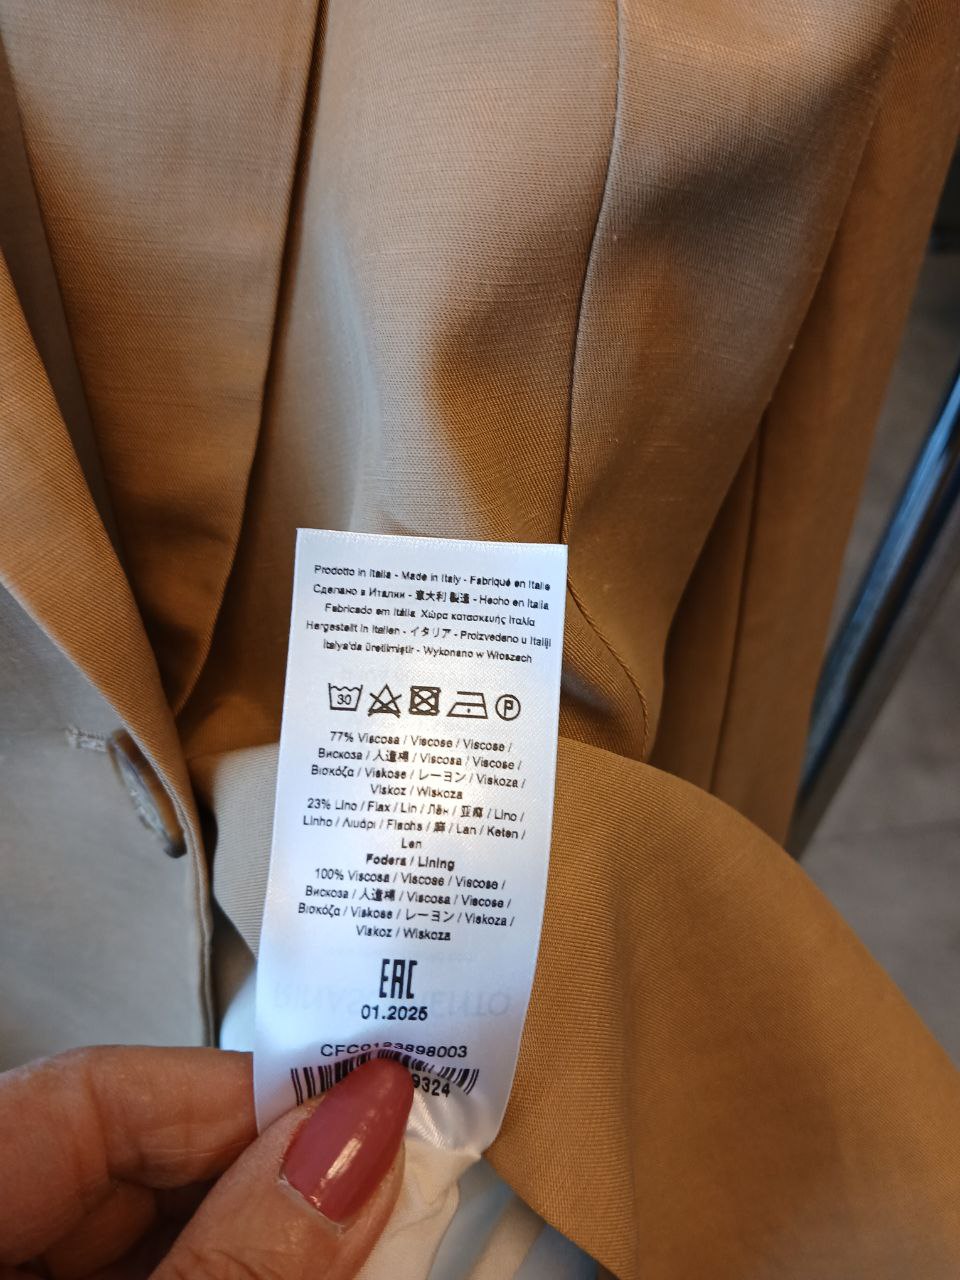 Prodotto in Italia - Made in Italy - Fabriqué en Italie
Сделано в Италии - 意大利 製造 - Hecho en Italia
Fabricado em Itália Χώρα κατασκευής Ιταλία
Hergestellt in Italien - イタリア - Proizvedeno u Italiji
İtalya'da üretilmiştir - Wykonano w Włoszech
30 P
77% Viscosa / Viscose / Viscose /
Вискоза / 人造棉 / Viscosa / Viscose /
Βισκόζα / Viskose / レーヨン / Viskoza /
Viskoz / Wiskoza
23% Lino / Flax / Lin / Лён / 亚麻 / Lino /
Linho / Λινάρι / Flachs / 麻 / Lan / Keten /
Len
Fodera / Lining
100% Viscosa / Viscose / Viscose /
Вискоза / 人造棉 / Viscosa / Viscose /
Βισκόζα / Viskose / レーヨン / Viskoza /
Viskoz / Wiskoza
EAC
01.2025
CFC0123898003
9324